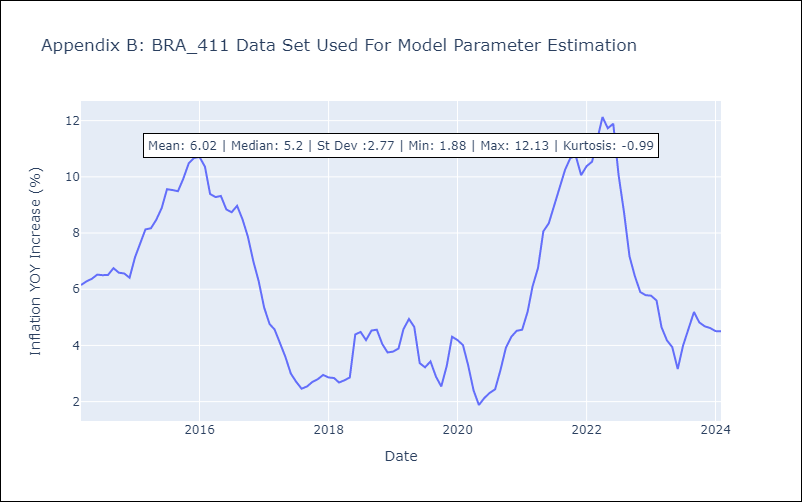 Appendix B: BRA_411 Data Set Used For Model Parameter Estimation
Mean: 6.02 | Median: 5.2 | St Dev :2.77 | Min: 1.88 | Max: 12.13 | Kurtosis: -0.99
Inflation YOY Increase (%)
12
10
8
6
4
2
2016
2018
2020
2022
2024
Date